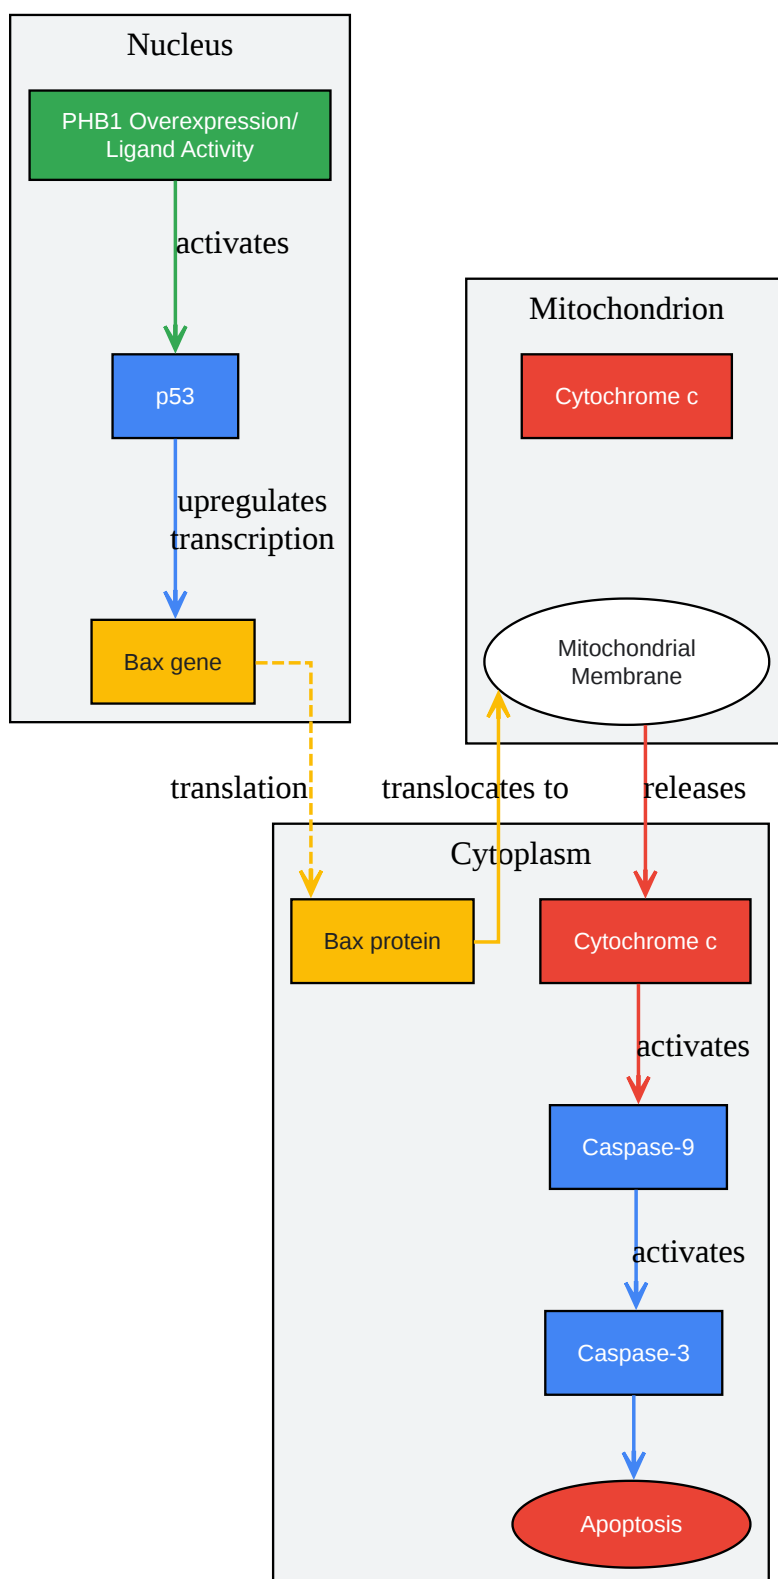 Nucleus
PHB1 Overexpression/
Ligand Activity
activates
p53
upregulates
transcription
Bax gene
translation
Mitochondrion
Cytochrome c
Mitochondrial
Membrane
translocates to
releases
Cytoplasm
Bax protein
Cytochrome c
activates
Caspase-9
activates
Caspase-3
Apoptosis